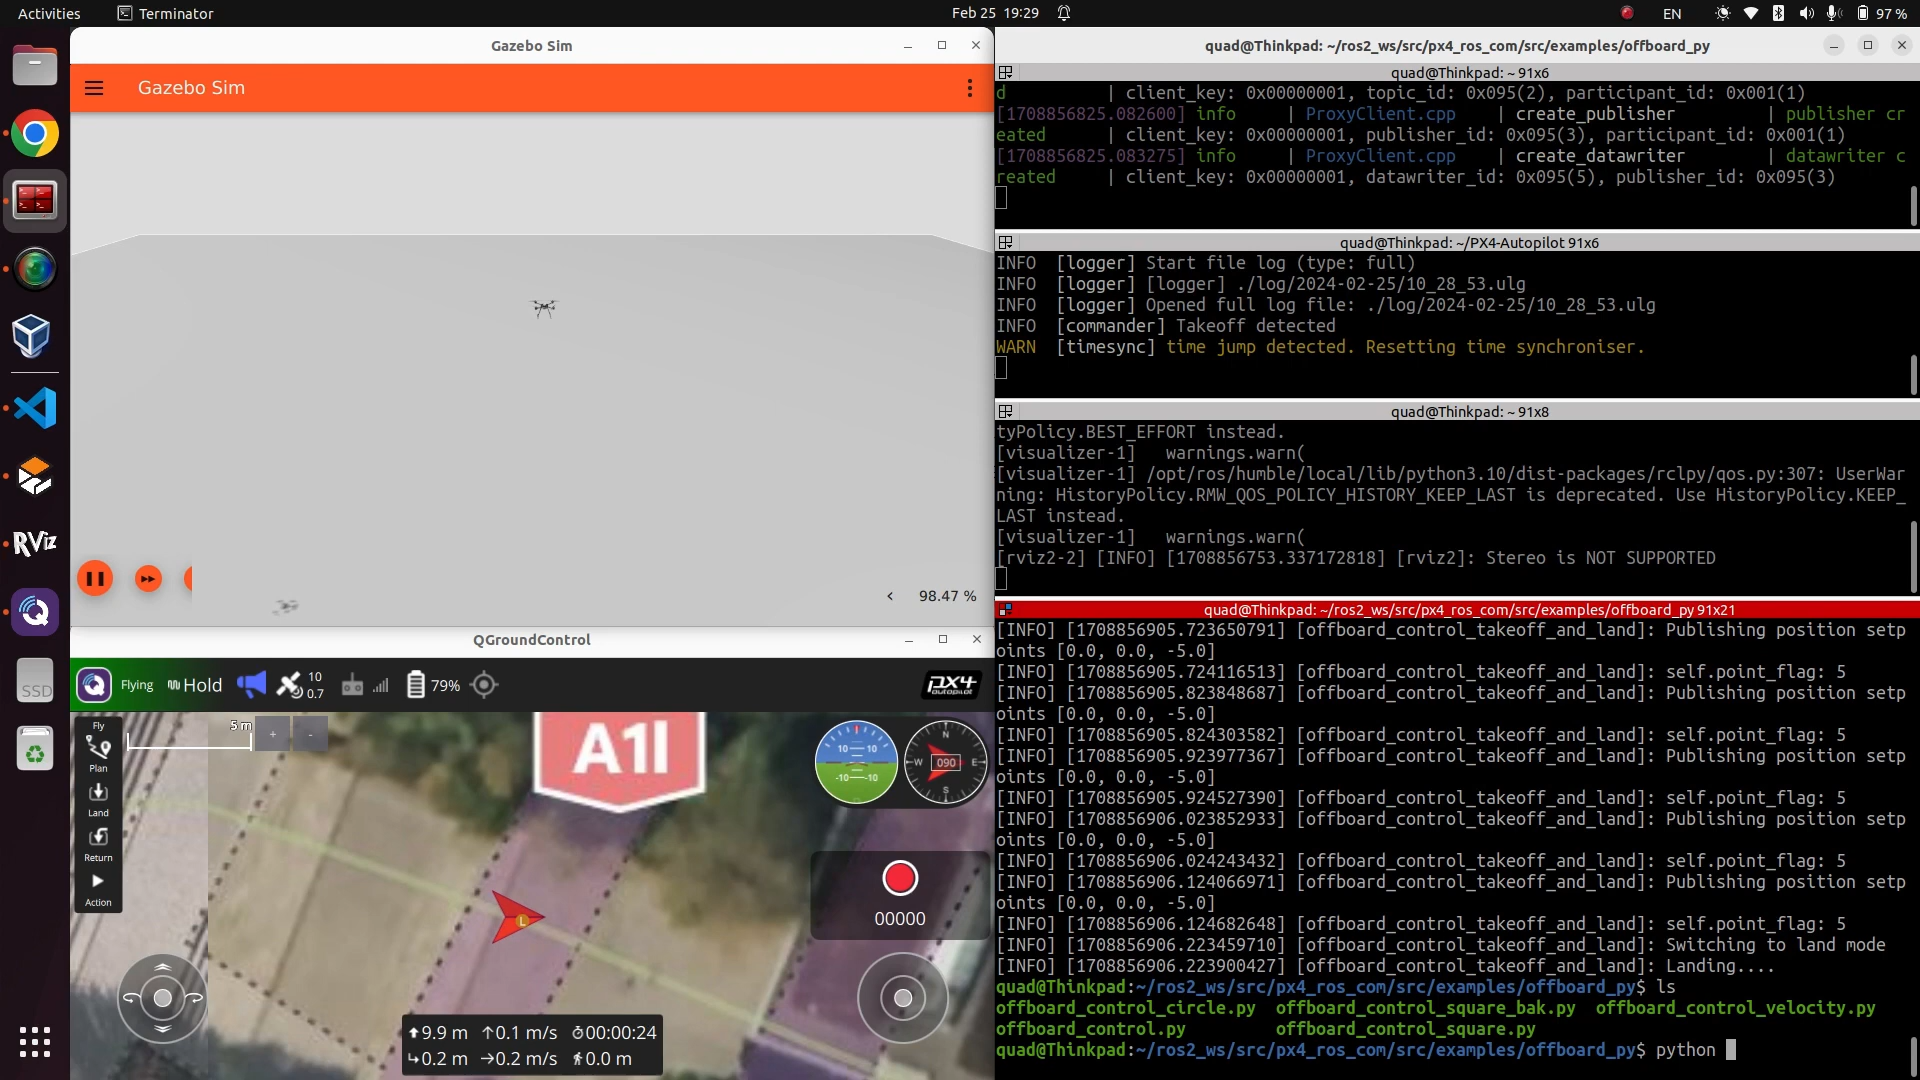 Activities
Terminator
Feb 25 19:29
EN
97 %
Gazebo Sim
Gazebo Sim
98.47 %
QGroundControl
Flying
Hold
10
0.7
79%
px4
autopilot
Fly
Plan
Land
Return
Action
5 m
+
-
A1I
10 10
-10 -10
N
W 090 E
S
00000
9.9 m 0.1 m/s 00:00:24
0.2 m 0.2 m/s 0.0 m
RViz
SSD
quad@Thinkpad: ~/ros2_ws/src/px4_ros_com/src/examples/offboard_py
quad@Thinkpad: ~ 91x6
d | client_key: 0x00000001, topic_id: 0x095(2), participant_id: 0x001(1)
[1708856825.082600] info | ProxyClient.cpp | create_publisher | publisher cr
eated | client_key: 0x00000001, publisher_id: 0x095(3), participant_id: 0x001(1)
[1708856825.083275] info | ProxyClient.cpp | create_datawriter | datawriter c
reated | client_key: 0x00000001, datawriter_id: 0x095(5), publisher_id: 0x095(3)
quad@Thinkpad: ~/PX4-Autopilot 91x6
INFO [logger] Start file log (type: full)
INFO [logger] [logger] ./log/2024-02-25/10_28_53.ulg
INFO [logger] Opened full log file: ./log/2024-02-25/10_28_53.ulg
INFO [commander] Takeoff detected
WARN [timesync] time jump detected. Resetting time synchroniser.
quad@Thinkpad: ~ 91x8
tyPolicy.BEST_EFFORT instead.
[visualizer-1] warnings.warn(
[visualizer-1] /opt/ros/humble/local/lib/python3.10/dist-packages/rclpy/qos.py:307: UserWar
ning: HistoryPolicy.RMW_QOS_POLICY_HISTORY_KEEP_LAST is deprecated. Use HistoryPolicy.KEEP_
LAST instead.
[visualizer-1] warnings.warn(
[rviz2-2] [INFO] [1708856753.337172818] [rviz2]: Stereo is NOT SUPPORTED
quad@Thinkpad: ~/ros2_ws/src/px4_ros_com/src/examples/offboard_py 91x21
[INFO] [1708856905.723650791] [offboard_control_takeoff_and_land]: Publishing position setp
oints [0.0, 0.0, -5.0]
[INFO] [1708856905.724116513] [offboard_control_takeoff_and_land]: self.point_flag: 5
[INFO] [1708856905.823848687] [offboard_control_takeoff_and_land]: Publishing position setp
oints [0.0, 0.0, -5.0]
[INFO] [1708856905.824303582] [offboard_control_takeoff_and_land]: self.point_flag: 5
[INFO] [1708856905.923977367] [offboard_control_takeoff_and_land]: Publishing position setp
oints [0.0, 0.0, -5.0]
[INFO] [1708856905.924527390] [offboard_control_takeoff_and_land]: self.point_flag: 5
[INFO] [1708856906.023852933] [offboard_control_takeoff_and_land]: Publishing position setp
oints [0.0, 0.0, -5.0]
[INFO] [1708856906.024243432] [offboard_control_takeoff_and_land]: self.point_flag: 5
[INFO] [1708856906.124066971] [offboard_control_takeoff_and_land]: Publishing position setp
oints [0.0, 0.0, -5.0]
[INFO] [1708856906.124682648] [offboard_control_takeoff_and_land]: self.point_flag: 5
[INFO] [1708856906.223459710] [offboard_control_takeoff_and_land]: Switching to land mode
[INFO] [1708856906.223900427] [offboard_control_takeoff_and_land]: Landing....
quad@Thinkpad:~/ros2_ws/src/px4_ros_com/src/examples/offboard_py$ ls
offboard_control_circle.py offboard_control_square_bak.py offboard_control_velocity.py
offboard_control.py offboard_control_square.py
quad@Thinkpad:~/ros2_ws/src/px4_ros_com/src/examples/offboard_py$ python